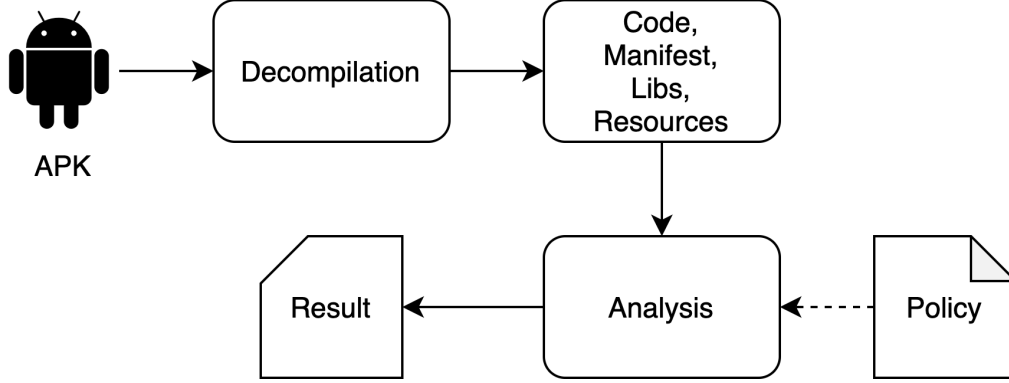 Decompilation
Code,
Manifest,
Libs,
Resources
APK
Result
Analysis
Policy